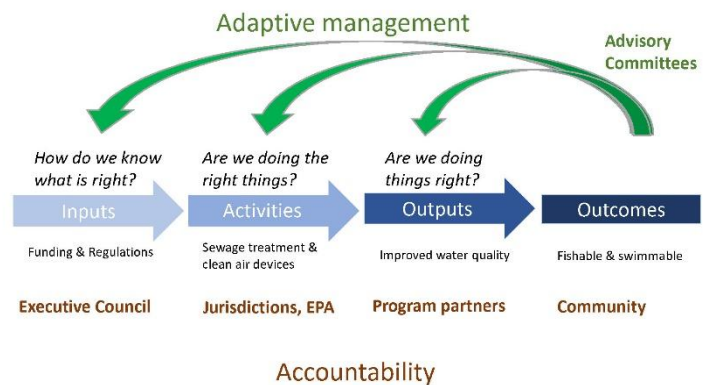 Adaptive management
Advisory
Committees
How do we know
what is right?
Are we doing the
right things?
Are we doing
things right?
Inputs
Activities
Outputs
Outcomes
Funding & Regulations
Sewage treatment &
clean air devices
Improved water quality
Fishable & swimmable
Executive Council
Jurisdictions, EPA
Program partners
Community
Accountability